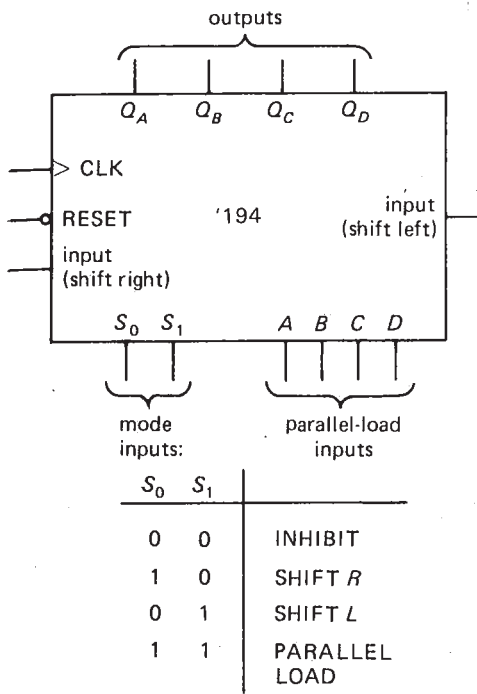 outputs
Q_A Q_B Q_C Q_D
CLK
RESET '194 input
(shift left)
input
(shift right)
S_0 S_1 A B C D
mode
inputs:
parallel-load
inputs
S_0 S_1
0 0 INHIBIT
1 0 SHIFT R
0 1 SHIFT L
1 1 PARALLEL
LOAD